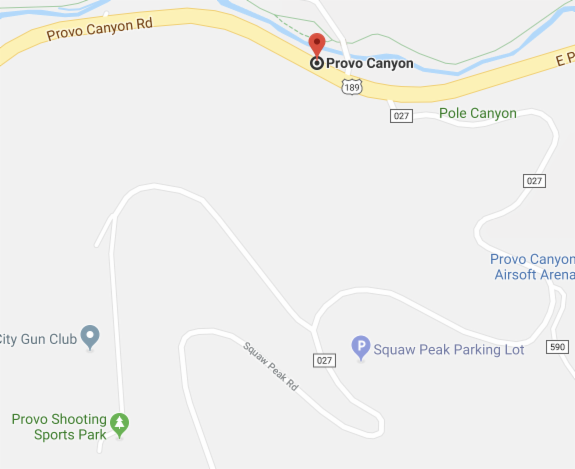 Provo Canyon Rd
Provo Canyon
E P
189
027
Pole Canyon
027
Provo Canyon
Airsoft Arena
City Gun Club
590
027
Squaw Peak Parking Lot
Squaw Peak Rd
Provo Shooting
Sports Park
P